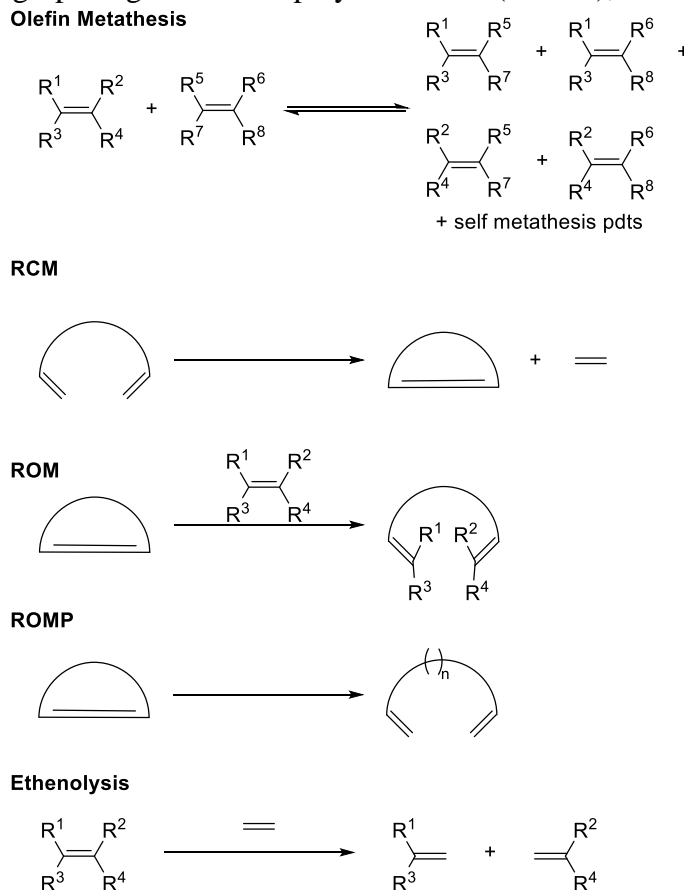 Olefin Metathesis
R¹ R⁵ R¹ R⁶
+ +
R³ R⁷ R³ R⁸
R¹ R² R⁵ R⁶
+
R³ R⁴ R⁷ R⁸
R² R⁵ R² R⁶
+
R⁴ R⁷ R⁴ R⁸
+ self metathesis pdts
RCM
+
ROM
R¹ R²
R³ R⁴
R¹ R²
R³ R⁴
ROMP
( )n
Ethenolysis
R¹ R² R¹ R²
+
R³ R⁴ R³ R⁴